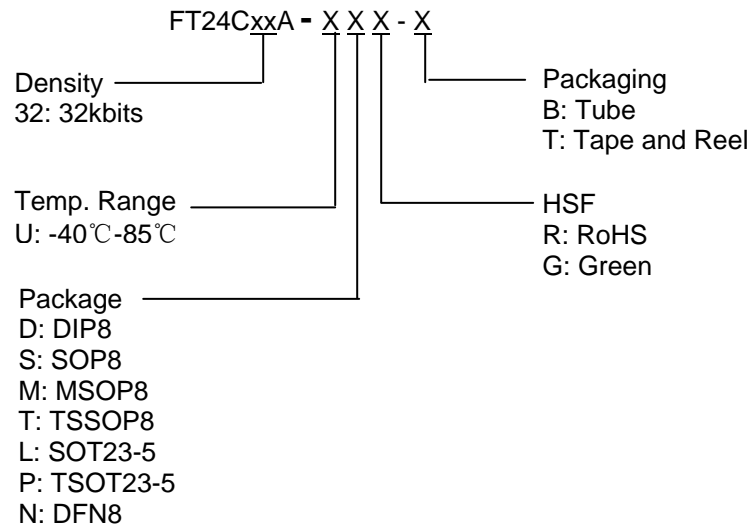 FT24CxxA - X X X - X
Density
32: 32kbits
Packaging
B: Tube
T: Tape and Reel
Temp. Range
U: -40℃-85℃
HSF
R: RoHS
G: Green
Package
D: DIP8
S: SOP8
M: MSOP8
T: TSSOP8
L: SOT23-5
P: TSOT23-5
N: DFN8